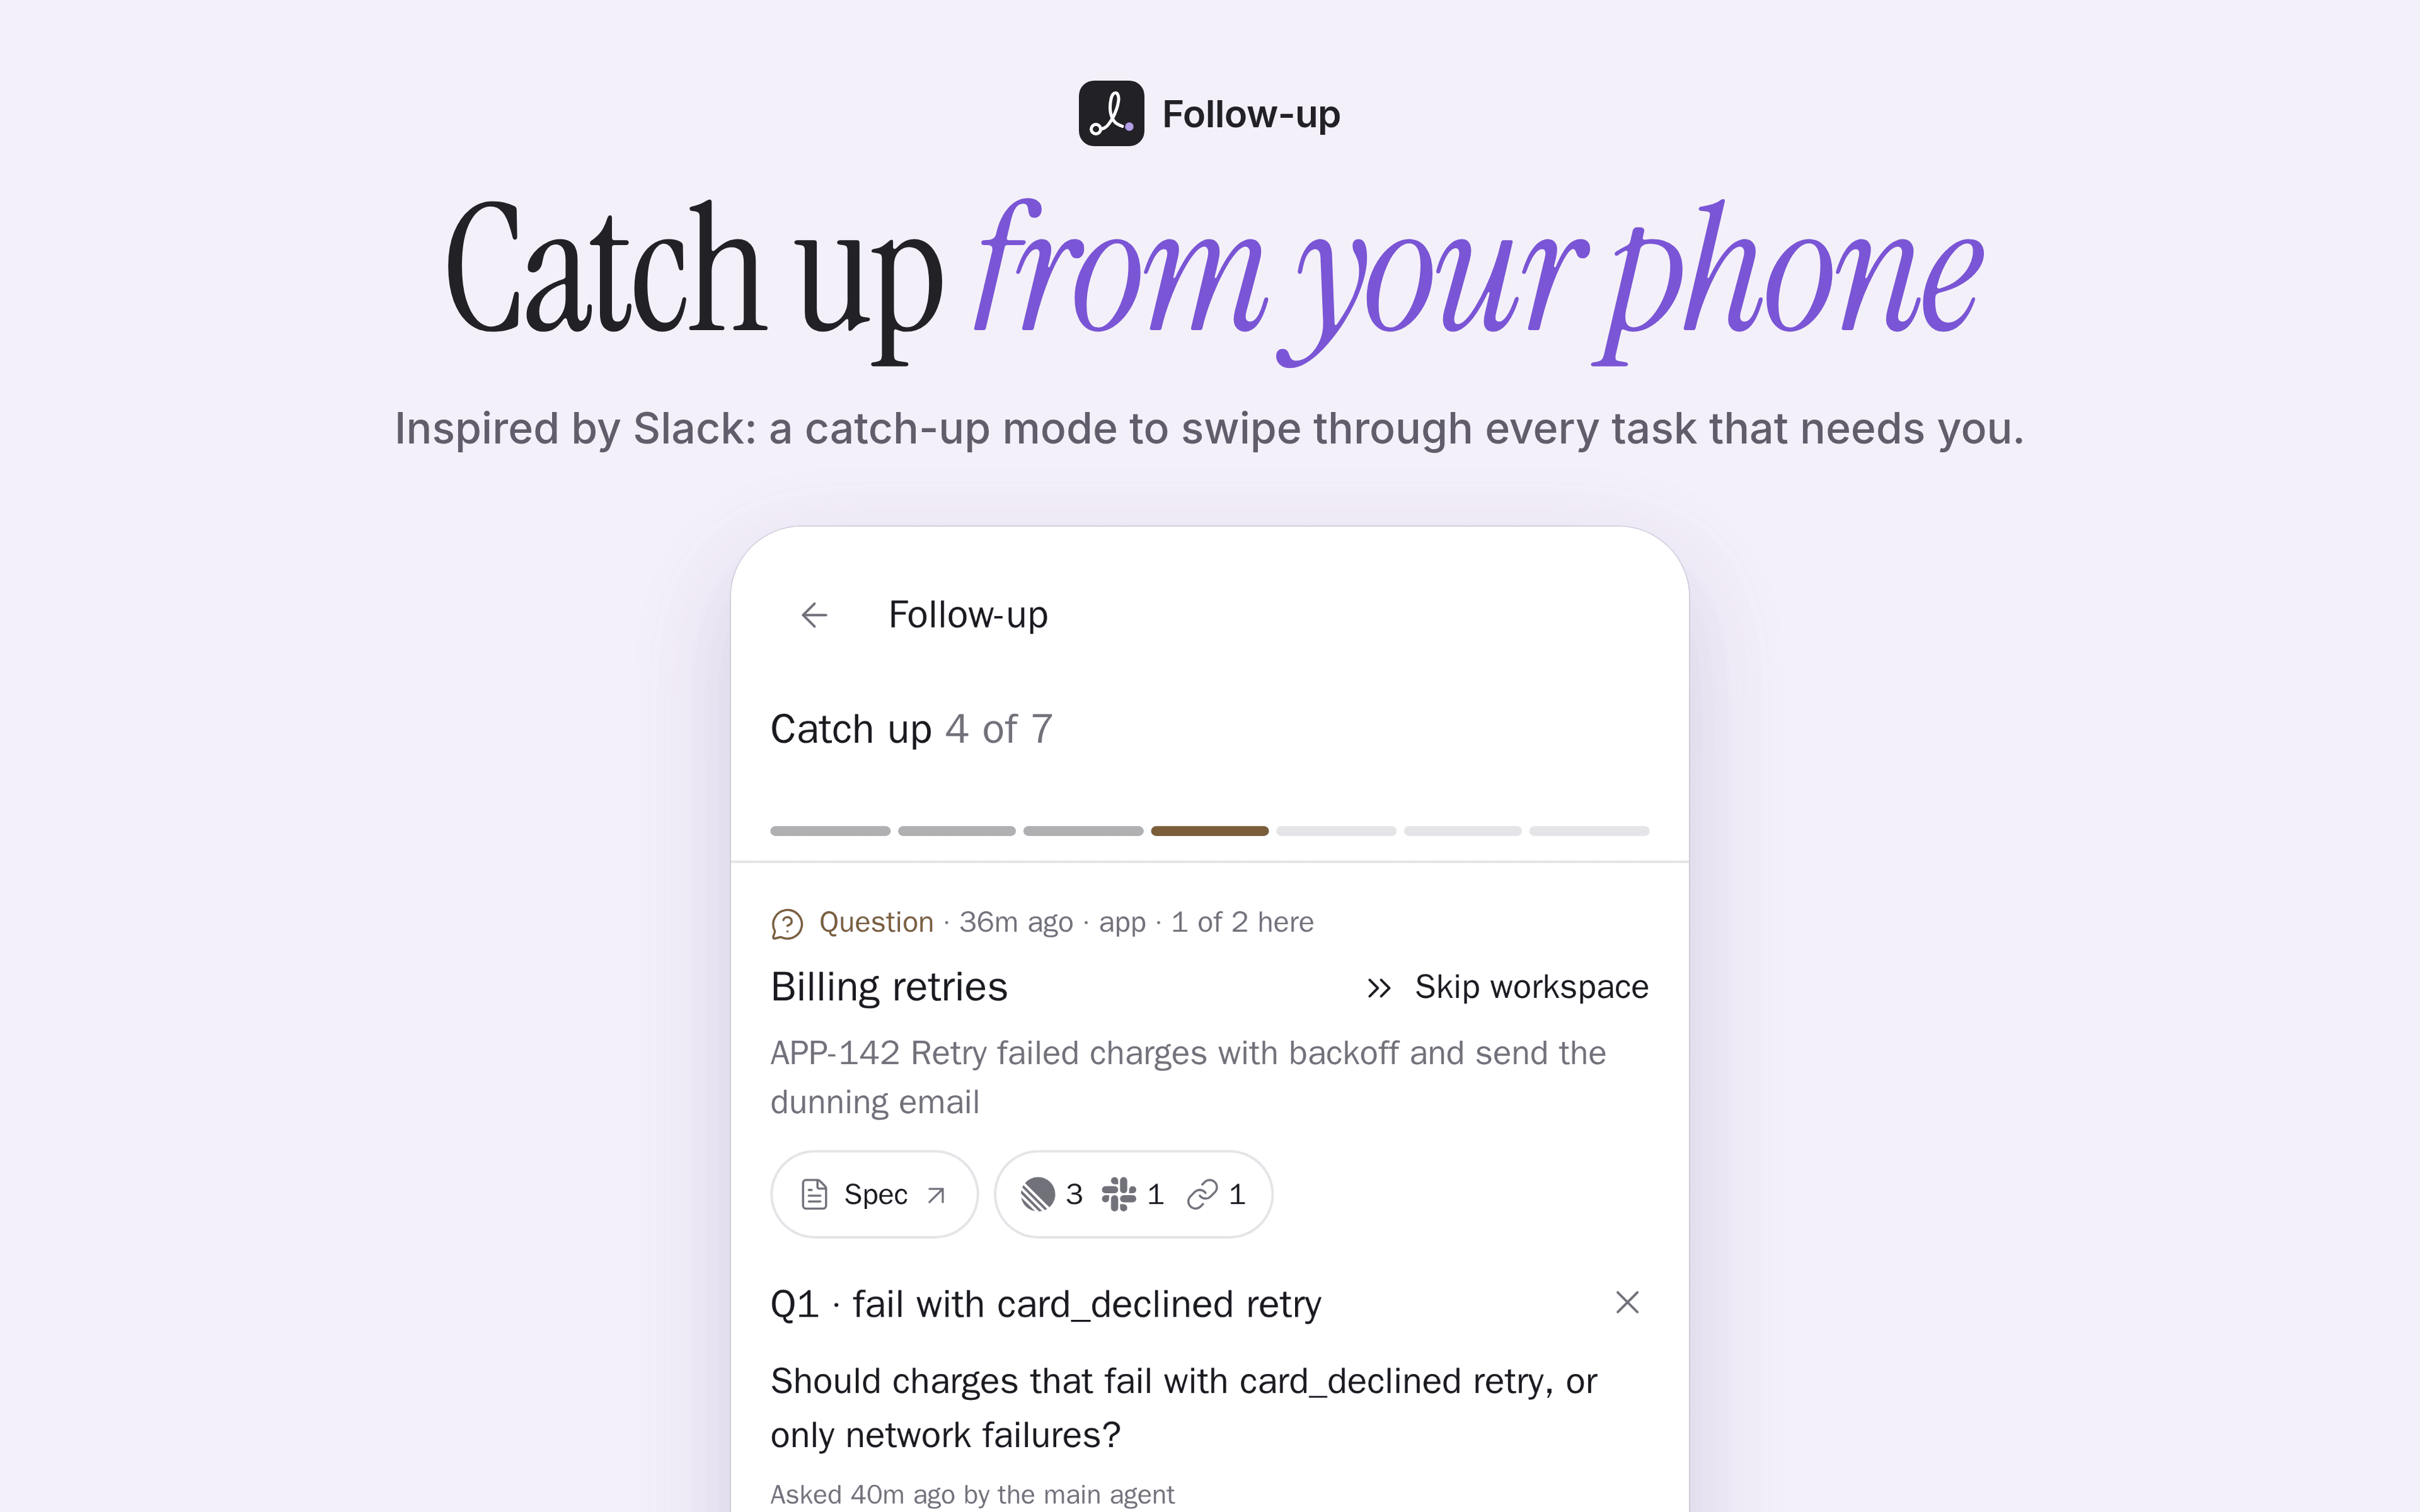 Follow-up
Catch up from your phone
Inspired by Slack: a catch-up mode to swipe through every task that needs you.
Follow-up
Catch up 4 of 7
Question · 36m ago · app · 1 of 2 here
Billing retries
Skip workspace
APP-142 Retry failed charges with backoff and send the
dunning email
Spec
3 1 1
Q1 · fail with card_declined retry
Should charges that fail with card_declined retry, or
only network failures?
Asked 40m ago by the main agent